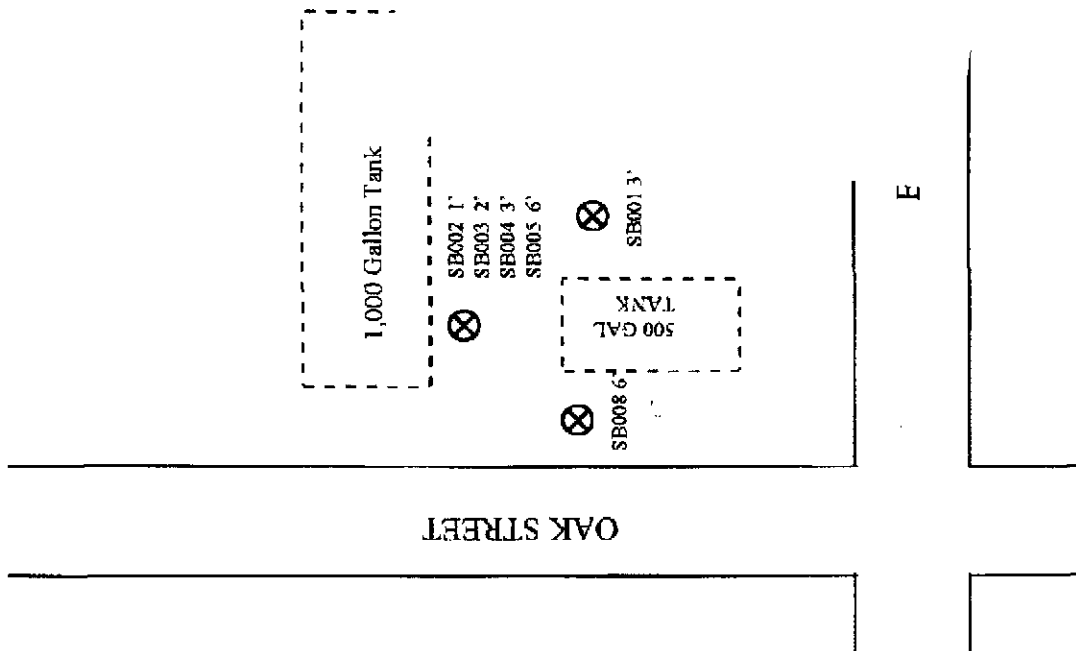 1,000 Gallon Tank
SB002 1'
SB003 2'
SB004 3'
SB005 6'
SB001 3'
500 GAL
TANK
SB008 6'
OAK STREET
E